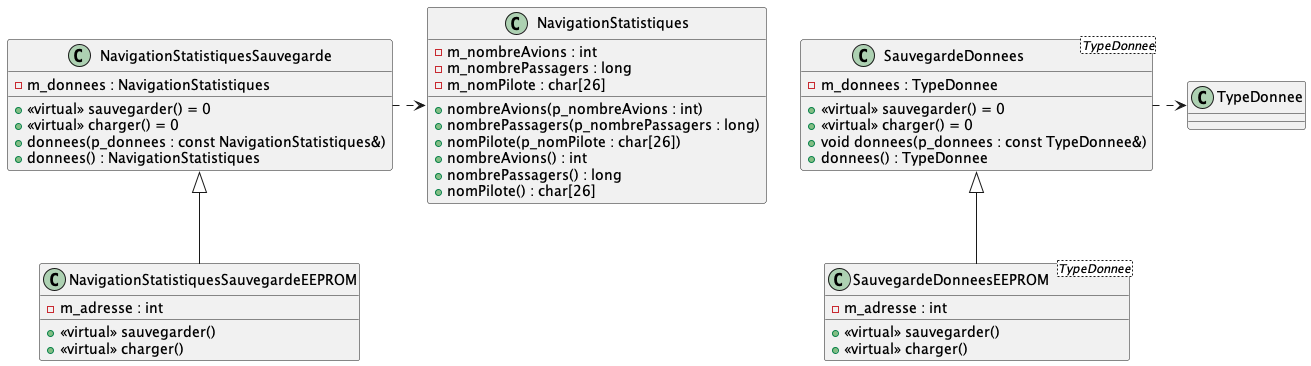 C NavigationStatistiquesSauvegarde
m_donnees : NavigationStatistiques
«virtual» sauvegarder() = 0
«virtual» charger() = 0
donnees(p_donnees : const NavigationStatistiques&)
donnees() : NavigationStatistiques
C NavigationStatistiques
m_nombreAvions : int
m_nombrePassagers : long
m_nomPilote : char[26]
nombreAvions(p_nombreAvions : int)
nombrePassagers(p_nombrePassagers : long)
nomPilote(p_nomPilote : char[26])
nombreAvions() : int
nombrePassagers() : long
nomPilote() : char[26]
C SauvegardeDonnees
TypeDonnee
m_donnees : TypeDonnee
«virtual» sauvegarder() = 0
«virtual» charger() = 0
void donnees(p_donnees : const TypeDonnee&)
donnees() : TypeDonnee
C TypeDonnee
C NavigationStatistiquesSauvegardeEEPROM
m_adresse : int
«virtual» sauvegarder()
«virtual» charger()
C SauvegardeDonneesEEPROM
TypeDonnee
m_adresse : int
«virtual» sauvegarder()
«virtual» charger()